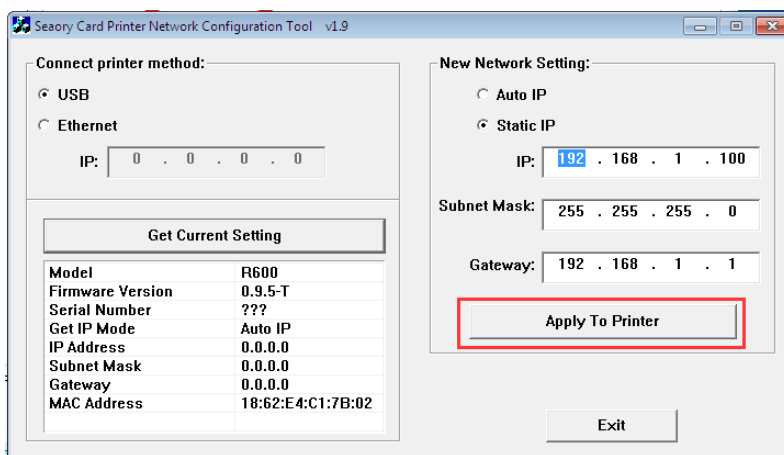 Seaory Card Printer Network Configuration Tool v1.9
Connect printer method:
USB
Ethernet
IP: 0 . 0 . 0 . 0
Get Current Setting
Model R600
Firmware Version 0.9.5-T
Serial Number ???
Get IP Mode Auto IP
IP Address 0.0.0.0
Subnet Mask 0.0.0.0
Gateway 0.0.0.0
MAC Address 18:62:E4:C1:7B:02
New Network Setting:
Auto IP
Static IP
IP: 192 . 168 . 1 . 100
Subnet Mask: 255 . 255 . 255 . 0
Gateway: 192 . 168 . 1 . 1
Apply To Printer
Exit